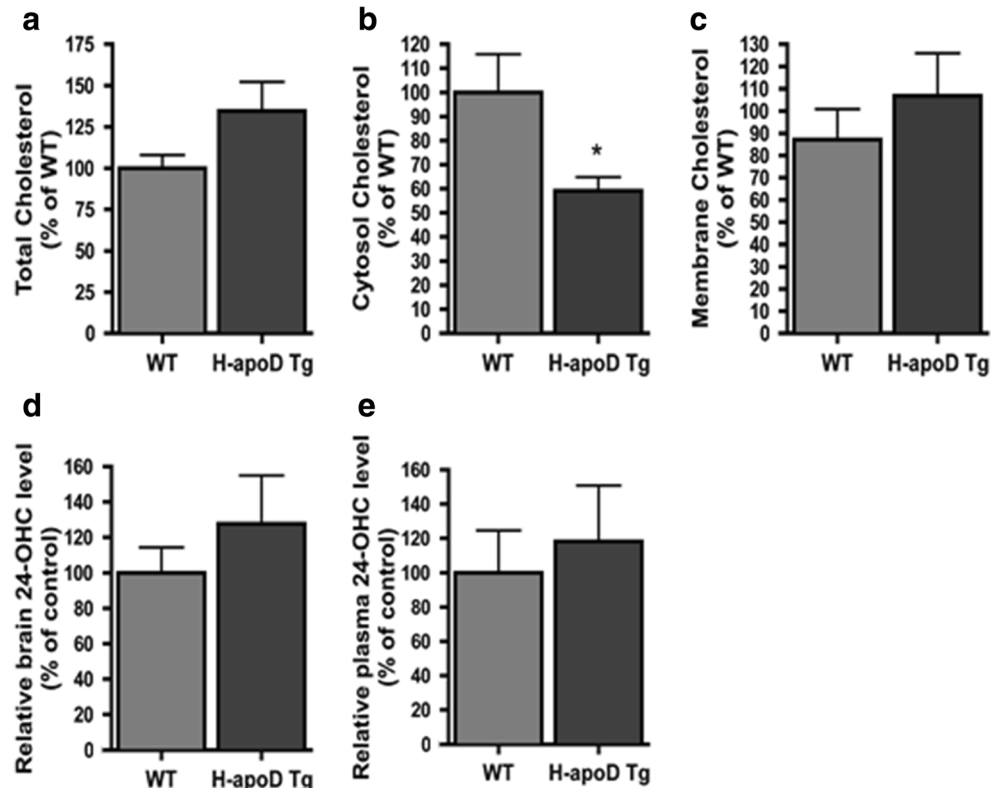 a
Total Cholesterol
(% of WT)
175
150
125
100
75
50
25
0
WT H-apoD Tg
b
Cytosol Cholesterol
(% of WT)
120
110
100
90
80
70
60
50
40
30
20
10
0
*
WT H-apoD Tg
c
Membrane Cholesterol
(% of WT)
130
120
110
100
90
80
70
60
50
40
30
20
10
0
WT H-apoD Tg
d
Relative brain 24-OHC level
(% of control)
160
140
120
100
80
60
40
20
0
WT H-apoD Tg
e
Relative plasma 24-OHC level
(% of control)
160
140
120
100
80
60
40
20
0
WT H-apoD Tg